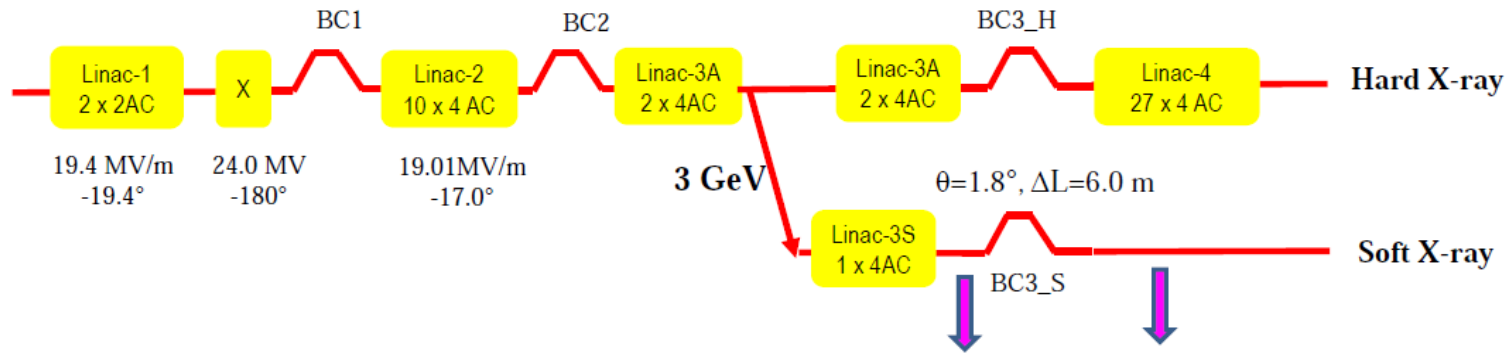 BC1
BC2
BC3_H
Linac-1
2 x 2AC
X
Linac-2
10 x 4 AC
Linac-3A
2 x 4AC
Linac-3A
2 x 4AC
Linac-4
27 x 4 AC
Hard X-ray
19.4 MV/m
-19.4°
24.0 MV
-180°
19.01MV/m
-17.0°
3 GeV
θ=1.8°, ΔL=6.0 m
Linac-3S
1 x 4AC
BC3_S
Soft X-ray